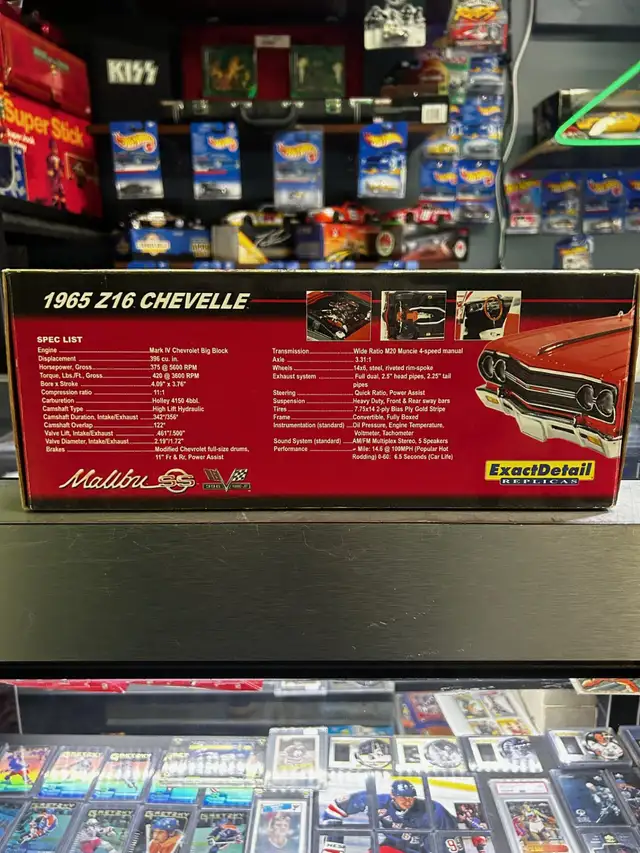 KISS
Super Stick
Hot Wheels
Hot Wheels
Hot Wheels
Hot Wheels
1965 Z16 CHEVELLE
SPEC LIST
Engine Mark IV Chevrolet Big Block
Displacement 396 cu. in.
Horsepower, Gross 375 @ 5600 RPM
Torque, Lbs./Ft., Gross 420 @ 3600 RPM
Bore x Stroke 4.09" x 3.76"
Compression ratio 11:1
Carburetion Holley 4150 4bbl.
Camshaft Type High Lift Hydraulic
Camshaft Duration, Intake/Exhaust .342°/356°
Camshaft Overlap 122°
Valve Lift, Intake/Exhaust .461"/.500"
Valve Diameter, Intake/Exhaust 2.19"/1.72"
Brakes Modified Chevrolet full-size drums,
11" Fr & Rr, Power Assist
Transmission Wide Ratio M20 Muncie 4-speed manual
Axle 3.31:1
Wheels 14x6, steel, riveted rim-spoke
Exhaust system Full dual, 2.5" head pipes, 2.25" tail
pipes
Steering Quick Ratio, Power Assist
Suspension Heavy Duty, Front & Rear sway bars
Tires 7.75x14 2-ply Bias Ply Gold Stripe
Frame Convertible, Fully Boxed
Instrumentation (standard) Oil Pressure, Engine Temperature,
Voltmeter, Tachometer
Sound System (standard) AM/FM Multiplex Stereo, 5 Speakers
Performance Mile: 14.6 @ 100MPH (Popular Hot
Rodding) 0-60: 6.5 Seconds (Car Life)
Malibu SS
ExactDetail
REPLICAS